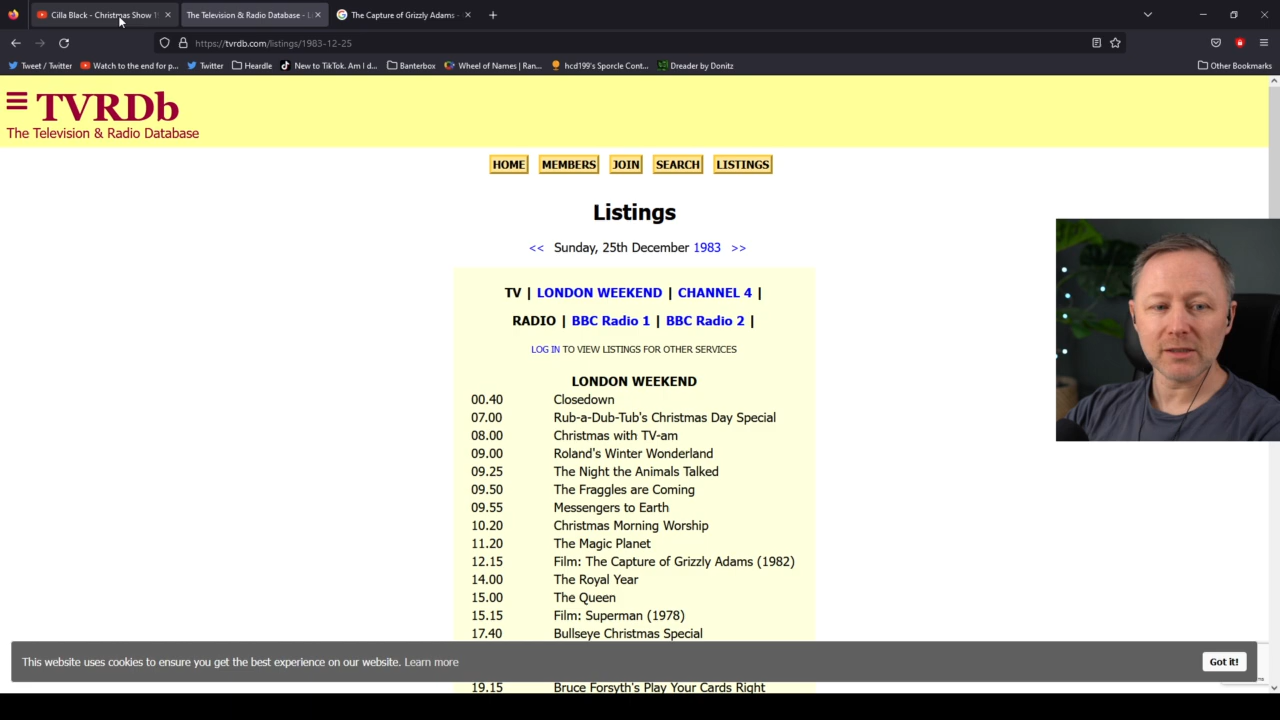 Cilla Black - Christmas Show 1
The Television & Radio Database - Li
The Capture of Grizzly Adams -
https://tvrdb.com/listings/1983-12-25
Tweet / Twitter
Watch to the end for p...
Twitter
Heardle
New to TikTok. Am I d...
Banterbox
Wheel of Names | Ran...
hcd199's Sporcle Cont...
Dreader by Donitz
Other Bookmarks
TVRDb
The Television & Radio Database
HOME MEMBERS JOIN SEARCH LISTINGS
Listings
<< Sunday, 25th December 1983 >>
TV | LONDON WEEKEND | CHANNEL 4 |
RADIO | BBC Radio 1 | BBC Radio 2 |
LOG IN TO VIEW LISTINGS FOR OTHER SERVICES
LONDON WEEKEND
00.40 Closedown
07.00 Rub-a-Dub-Tub's Christmas Day Special
08.00 Christmas with TV-am
09.00 Roland's Winter Wonderland
09.25 The Night the Animals Talked
09.50 The Fraggles are Coming
09.55 Messengers to Earth
10.20 Christmas Morning Worship
11.20 The Magic Planet
12.15 Film: The Capture of Grizzly Adams (1982)
14.00 The Royal Year
15.00 The Queen
15.15 Film: Superman (1978)
17.40 Bullseye Christmas Special
This website uses cookies to ensure you get the best experience on our website. Learn more
Got it!
19.15 Bruce Forsyth's Play Your Cards Right